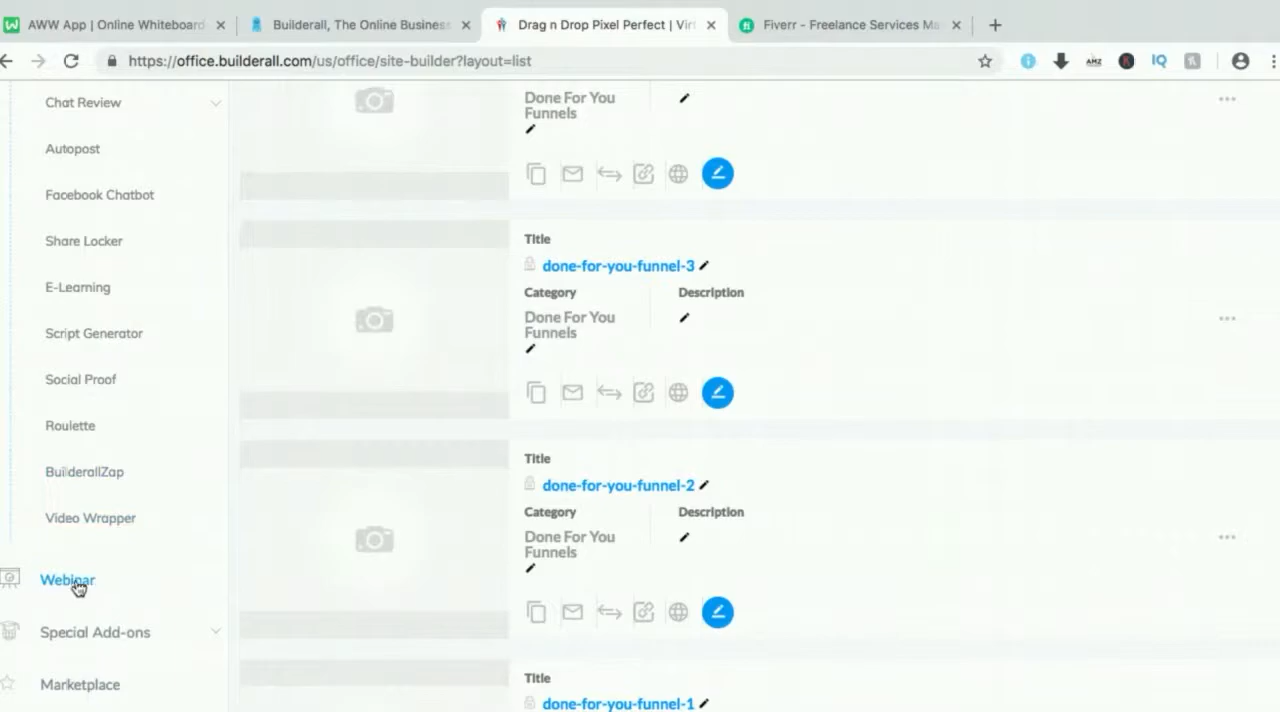 AWW App | Online Whiteboard
Builderall, The Online Business
Drag n Drop Pixel Perfect | Virt
Fiverr - Freelance Services Ma
https://office.builderall.com/us/office/site-builder?layout=list
AMZ
IQ
Chat Review
Autopost
Facebook Chatbot
Share Locker
E-Learning
Script Generator
Social Proof
Roulette
BuilderallZap
Video Wrapper
Webinar
Special Add-ons
Marketplace
Done For You
Funnels
Title
done-for-you-funnel-3
Category Description
Done For You
Funnels
Title
done-for-you-funnel-2
Category Description
Done For You
Funnels
Title
done-for-you-funnel-1